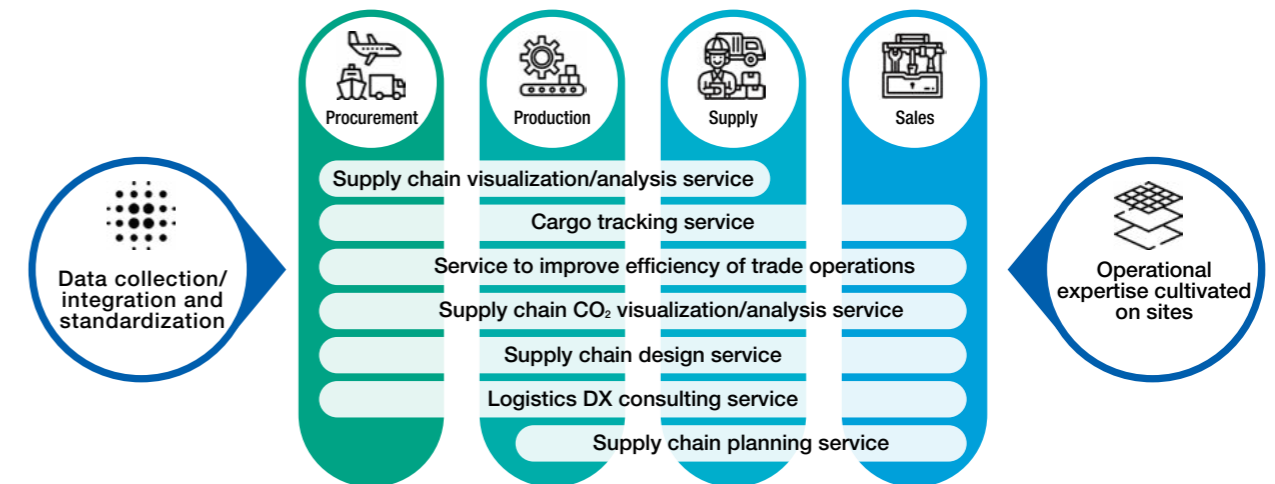 Procurement
Production
Supply
Sales
Data collection/
integration and
standardization
Supply chain visualization/analysis service
Cargo tracking service
Service to improve efficiency of trade operations
Supply chain CO₂ visualization/analysis service
Supply chain design service
Logistics DX consulting service
Supply chain planning service
Operational
expertise cultivated
on sites